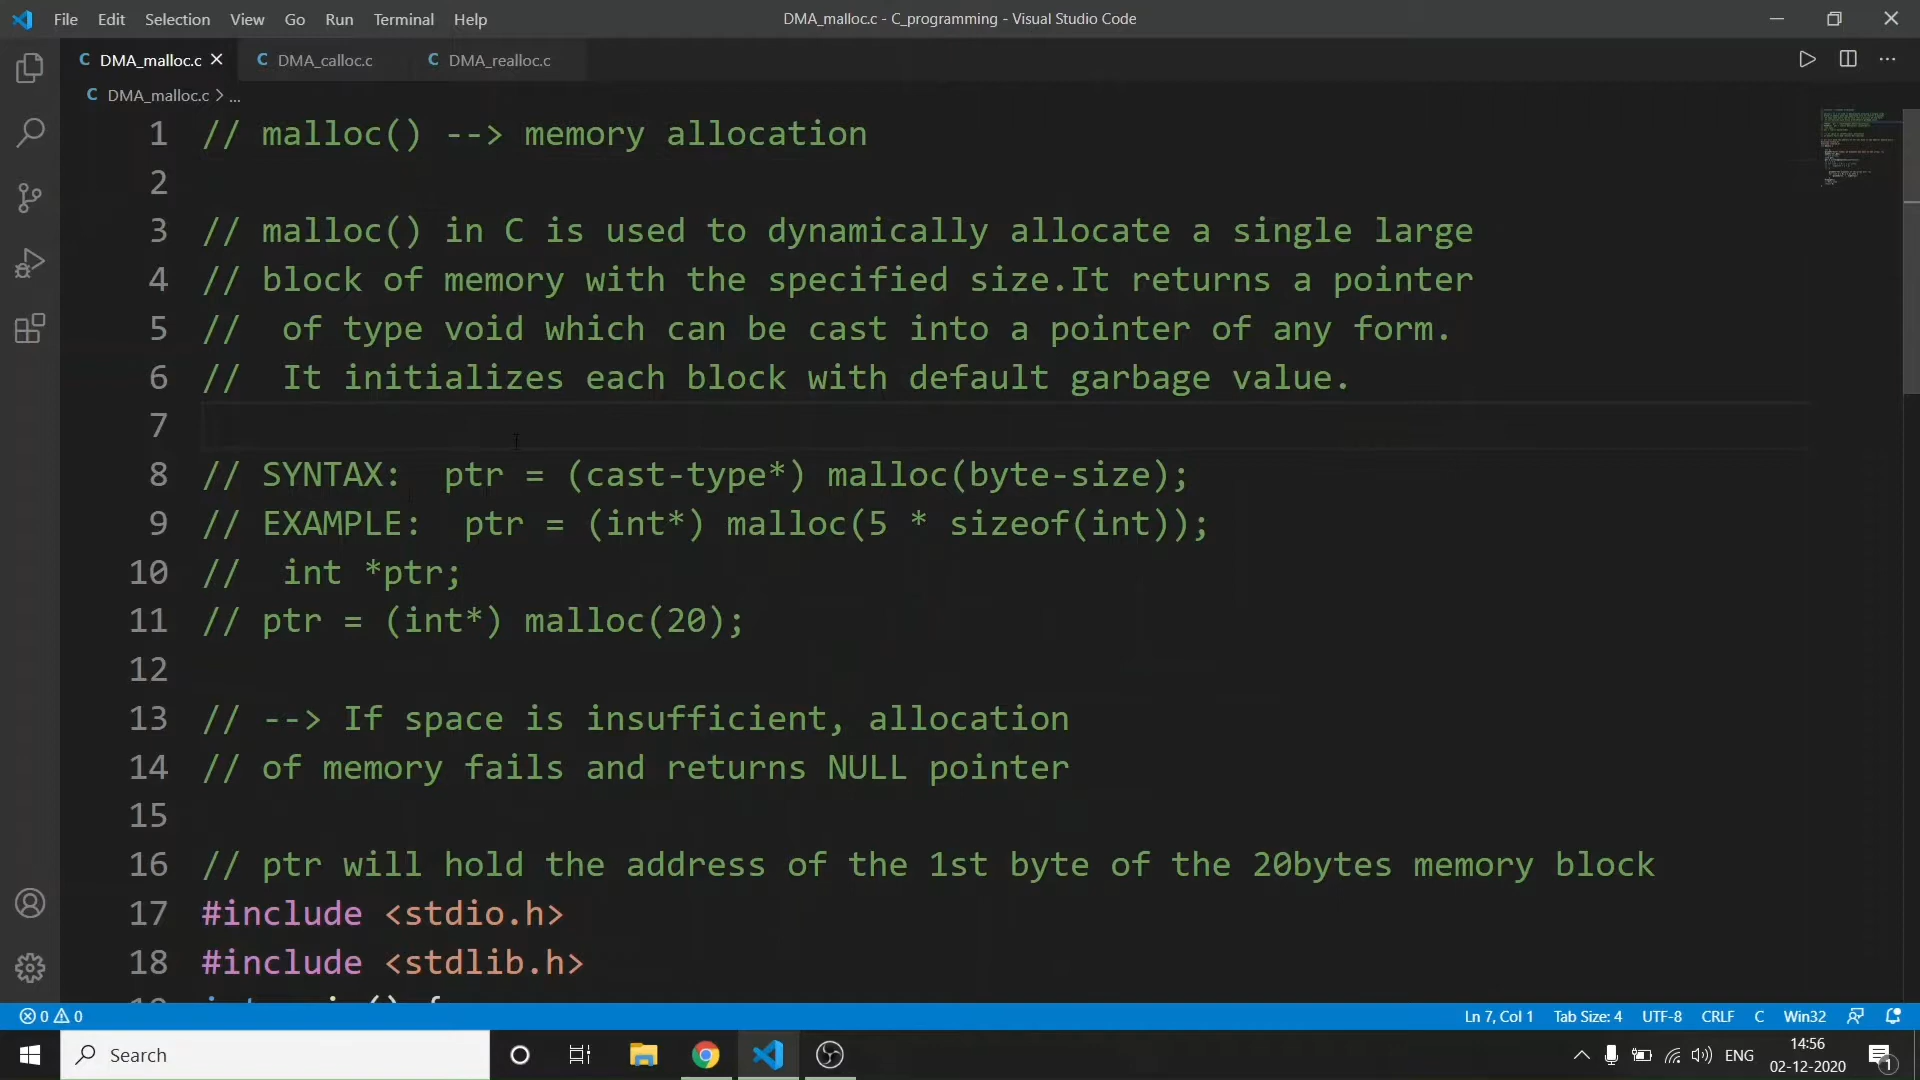 File Edit Selection View Go Run Terminal Help
DMA_malloc.c - C_programming - Visual Studio Code
C DMA_malloc.c
C DMA_calloc.c
C DMA_realloc.c
C DMA_malloc.c > ...
1 // malloc() --> memory allocation
2
3 // malloc() in C is used to dynamically allocate a single large
4 // block of memory with the specified size.It returns a pointer
5 //  of type void which can be cast into a pointer of any form.
6 //  It initializes each block with default garbage value.
7
8 // SYNTAX:  ptr = (cast-type*) malloc(byte-size);
9 // EXAMPLE:  ptr = (int*) malloc(5 * sizeof(int));
10 //  int *ptr;
11 // ptr = (int*) malloc(20);
12
13 // --> If space is insufficient, allocation
14 // of memory fails and returns NULL pointer
15
16 // ptr will hold the address of the 1st byte of the 20bytes memory block
17 #include <stdio.h>
18 #include <stdlib.h>
0 0
Ln 7, Col 1 Tab Size: 4 UTF-8 CRLF C Win32
Search
ENG
14:56
02-12-2020
1